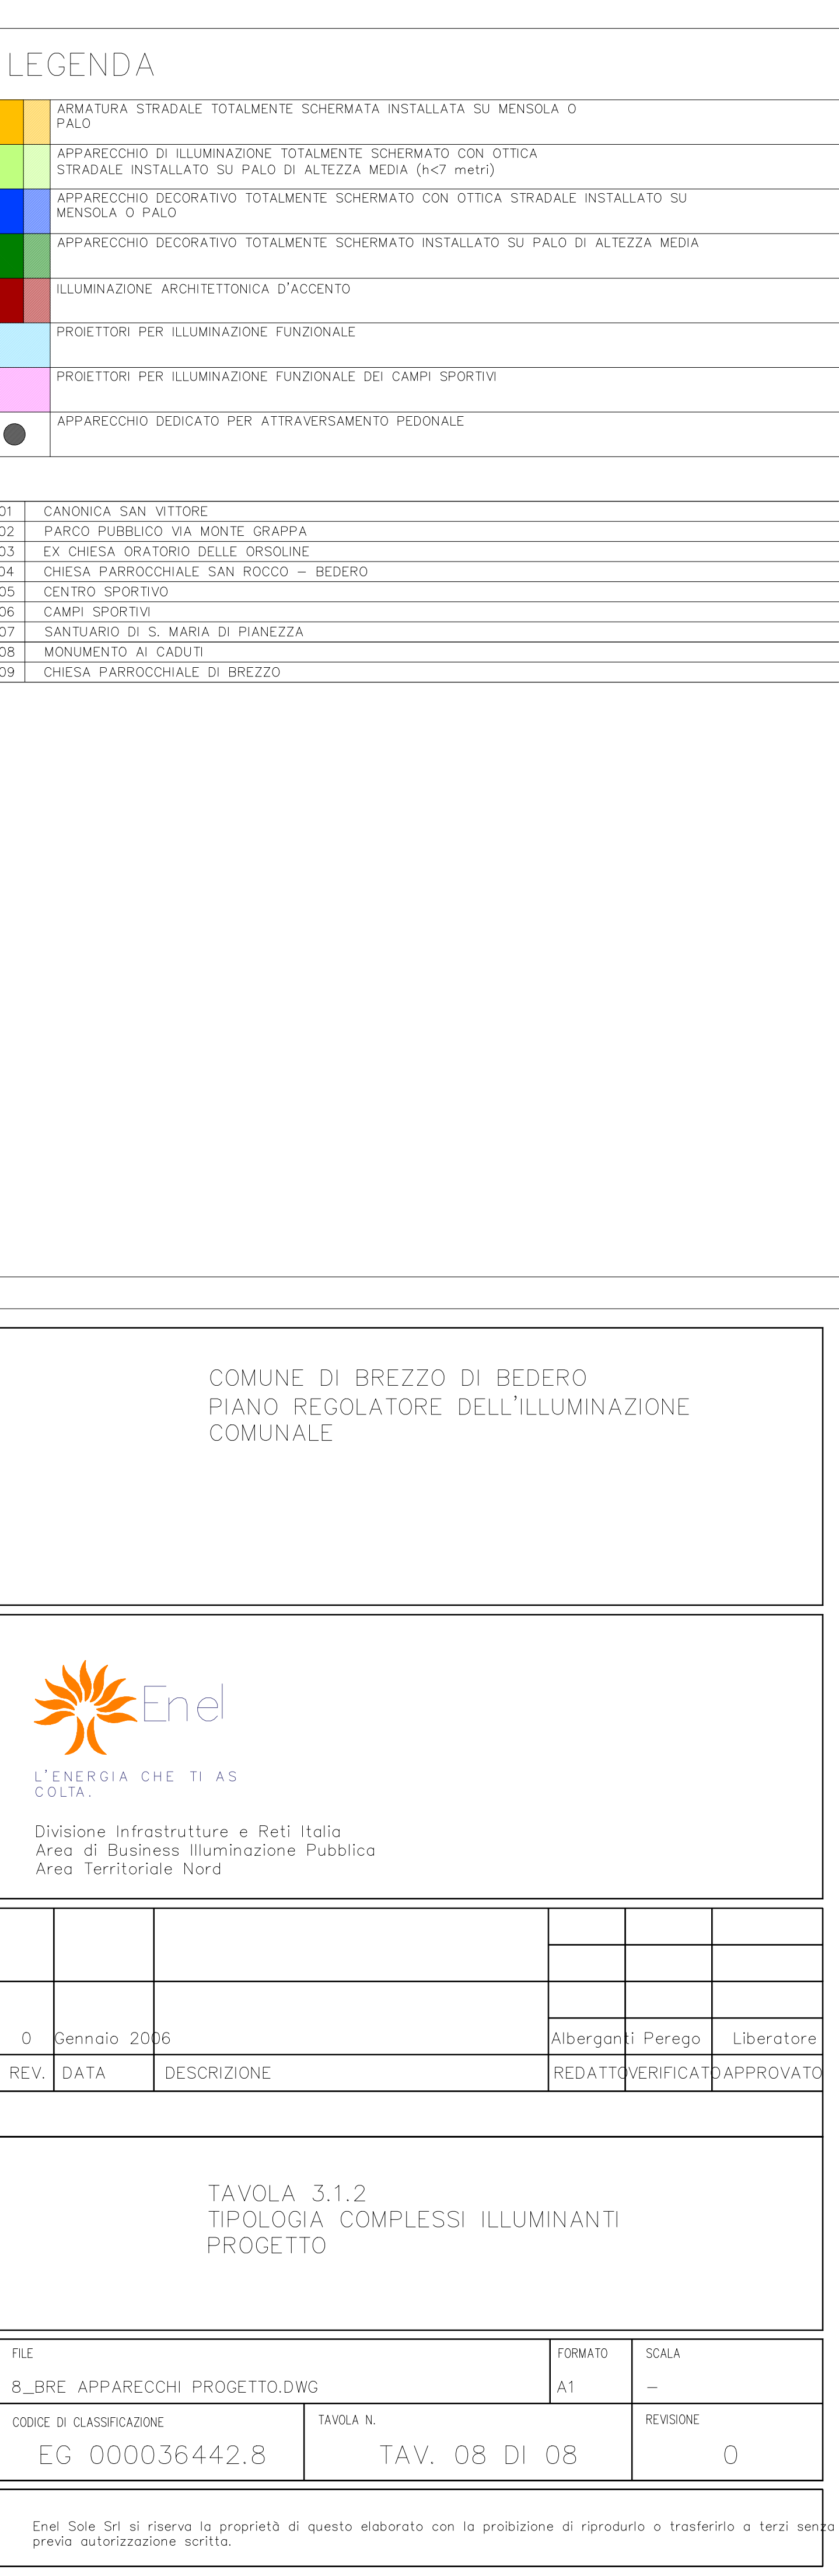 LEGENDA
ARMATURA STRADALE TOTALMENTE SCHERMATA INSTALLATA SU MENSOLA O
PALO
APPARECCHIO DI ILLUMINAZIONE TOTALMENTE SCHERMATO CON OTTICA
STRADALE INSTALLATO SU PALO DI ALTEZZA MEDIA (h<7 metri)
APPARECCHIO DECORATIVO TOTALMENTE SCHERMATO CON OTTICA STRADALE INSTALLATO SU
MENSOLA O PALO
APPARECCHIO DECORATIVO TOTALMENTE SCHERMATO INSTALLATO SU PALO DI ALTEZZA MEDIA
ILLUMINAZIONE ARCHITETTONICA D'ACCENTO
PROIETTORI PER ILLUMINAZIONE FUNZIONALE
PROIETTORI PER ILLUMINAZIONE FUNZIONALE DEI CAMPI SPORTIVI
APPARECCHIO DEDICATO PER ATTRAVERSAMENTO PEDONALE
01 CANONICA SAN VITTORE
02 PARCO PUBBLICO VIA MONTE GRAPPA
03 EX CHIESA ORATORIO DELLE ORSOLINE
04 CHIESA PARROCCHIALE SAN ROCCO – BEDERO
05 CENTRO SPORTIVO
06 CAMPI SPORTIVI
07 SANTUARIO DI S. MARIA DI PIANEZZA
08 MONUMENTO AI CADUTI
09 CHIESA PARROCCHIALE DI BREZZO
COMUNE DI BREZZO DI BEDERO
PIANO REGOLATORE DELL'ILLUMINAZIONE
COMUNALE
Enel
L'ENERGIA CHE TI AS
COLTA.
Divisione Infrastrutture e Reti Italia
Area di Business Illuminazione Pubblica
Area Territoriale Nord
0 Gennaio 2006 Alberganti Perego Liberatore
REV. DATA DESCRIZIONE REDATTO VERIFICATO APPROVATO
TAVOLA 3.1.2
TIPOLOGIA COMPLESSI ILLUMINANTI
PROGETTO
FILE FORMATO SCALA
8_BRE APPARECCHI PROGETTO.DWG A1 –
CODICE DI CLASSIFICAZIONE TAVOLA N. REVISIONE
EG 000036442.8 TAV. 08 DI 08 0
Enel Sole Srl si riserva la proprietà di questo elaborato con la proibizione di riprodurlo o trasferirlo a terzi senza
previa autorizzazione scritta.